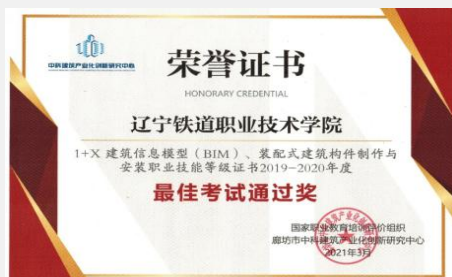 中科建筑产业化创新研究中心
荣誉证书
HONORARY CREDENTIAL
辽宁铁道职业技术学院
1+X 建筑信息模型（BIM）、装配式建筑构件制作与
安装职业技能等级证书2019-2020年度
最佳考试通过奖
国家职业教育培训评价组织
廊坊市中科建筑产业化创新研究中心
2021年3月